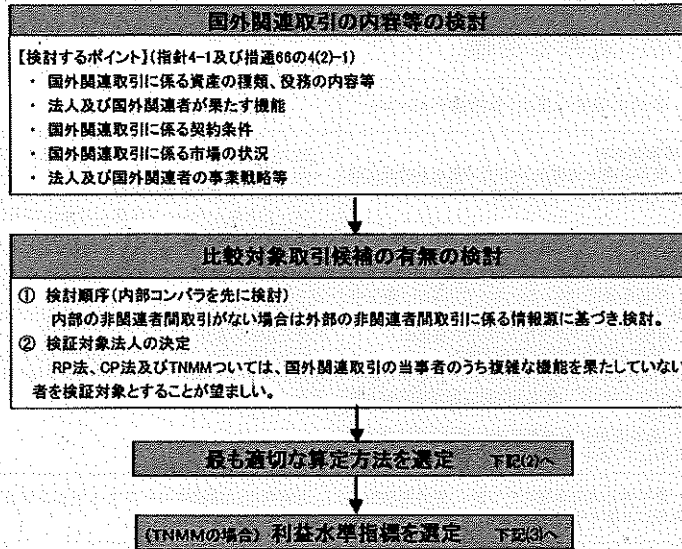 国外関連取引の内容等の検討
【検討するポイント】(指針4-1及び措通66の4(2)-1)
・ 国外関連取引に係る資産の種類、役務の内容等
・ 法人及び国外関連者が果たす機能
・ 国外関連取引に係る契約条件
・ 国外関連取引に係る市場の状況
・ 法人及び国外関連者の事業戦略等
比較対象取引候補の有無の検討
① 検討順序(内部コンパラを先に検討)
内部の非関連者間取引がない場合は外部の非関連者間取引に係る情報源に基づき、検討。
② 検証対象法人の決定
RP法、CP法及びTNMMついては、国外関連取引の当事者のうち複雑な機能を果たしていない
者を検証対象とすることが望ましい。
最も適切な算定方法を選定 下記(2)へ
(TNMMの場合) 利益水準指標を選定 下記(3)へ